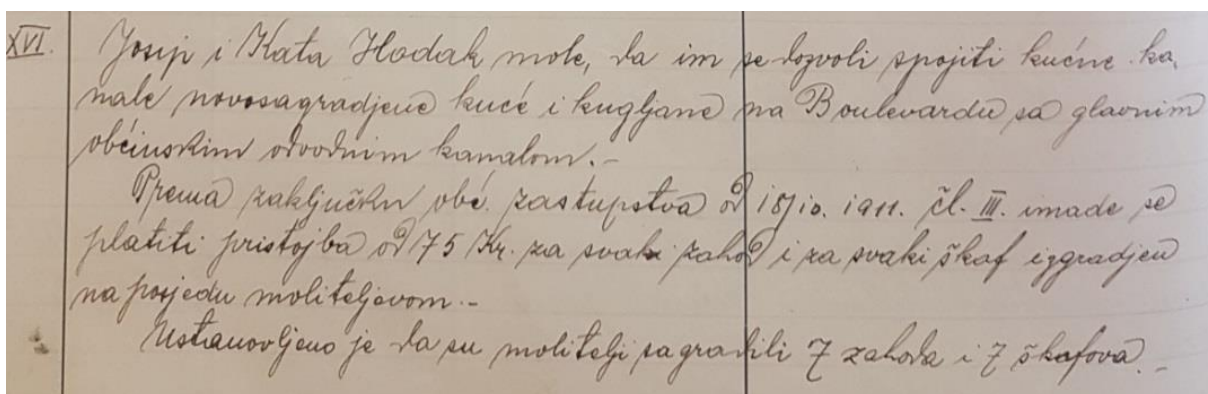 XVI. Josip i Kata Hodak mole, da im se dozvoli spojiti kućne ka,
nale novosagradjene kuće i kugljane na Boulevardu sa glavnim
občinskim odvodnim kanalom.-
Prema zaključku obć. zastupstva od 18/10. 1911. čl. III. imade se
platiti pristojba od 75 Kr. za svaki zahod i za svaki škaf izgradjen
na posjedu moliteljevom.-
Ustanovljeno je da su molitelji sagradili 7 zahoda i 7 škafova.-